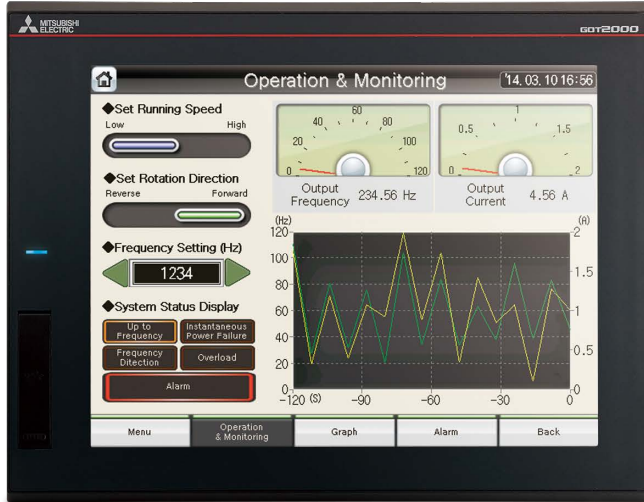 MITSUBISHI
ELECTRIC
GOT2000
Operation & Monitoring
'14. 03. 10 16:56
◆Set Running Speed
Low High
◆Set Rotation Direction
Reverse Forward
◆Frequency Setting (Hz)
1234
◆System Status Display
Up to
Frequency
Instantaneous
Power Failure
Frequency
Ditection
Overload
Alarm
0 20 40 60 80 100 120
Output
Frequency 234.56 Hz
0 0.5 1 1.5 2
Output
Current 4.56 A
(Hz) (A)
120 2
100
80 1.5
60 1
40 0.5
20
0 0
-120 (S) -90 -60 -30 0
Menu
Operation
& Monitoring
Graph
Alarm
Back